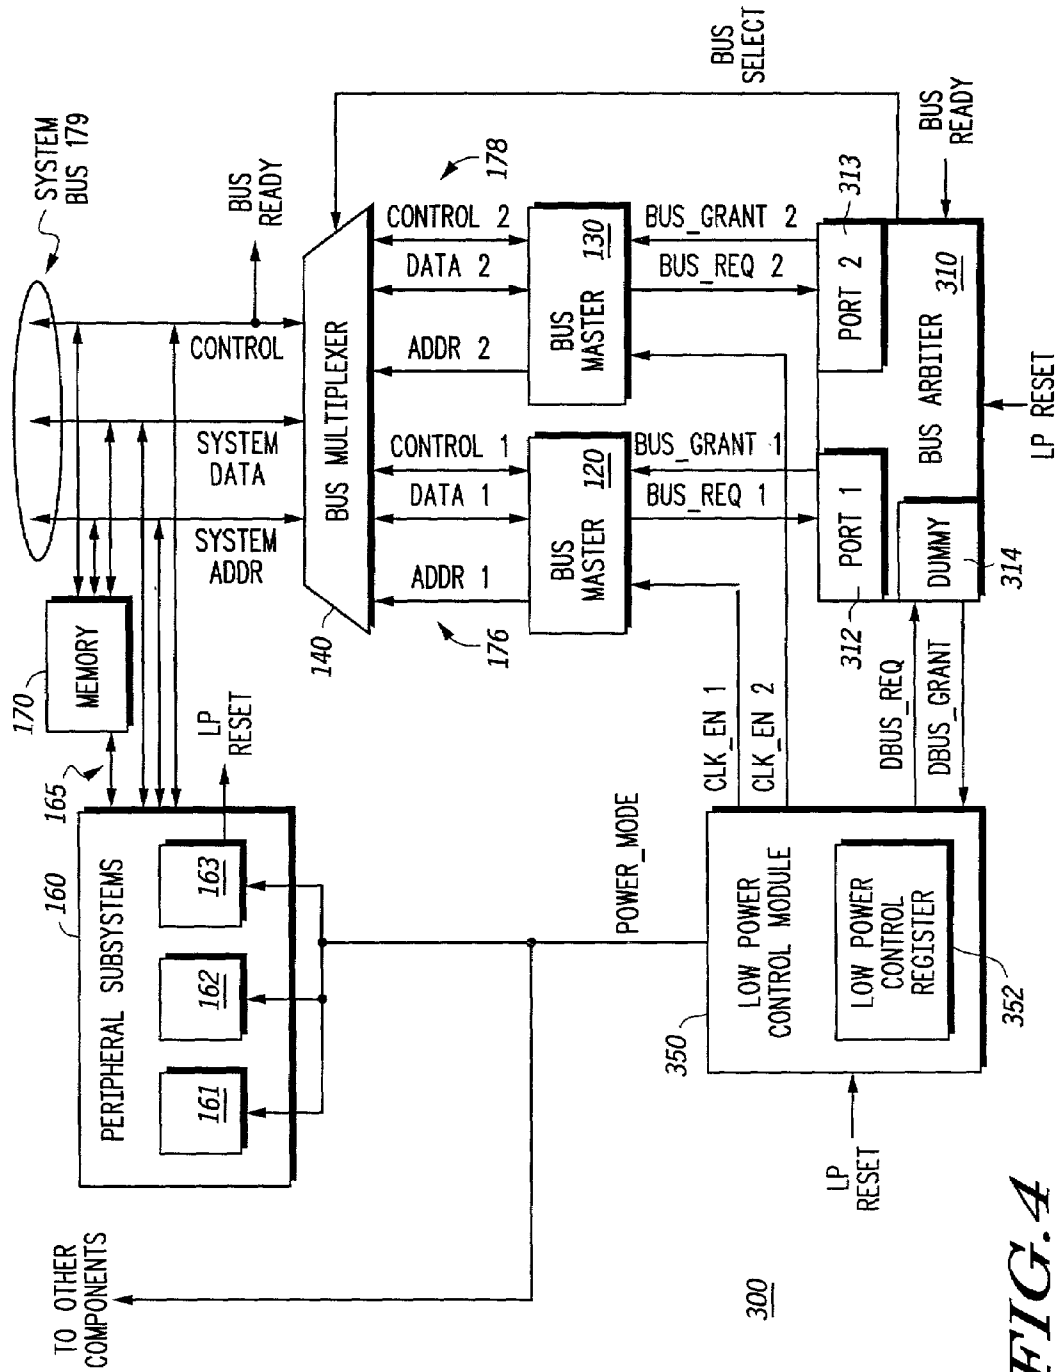 TO OTHER
COMPONENTS
160
PERIPHERAL SUBSYSTEMS
161
162
163
165
LP
RESET
170
MEMORY
SYSTEM
BUS 179
SYSTEM
ADDR
SYSTEM
DATA
CONTROL
BUS
READY
140
BUS MULTIPLEXER
176
ADDR 1
DATA 1
CONTROL 1
ADDR 2
DATA 2
CONTROL 2
178
BUS
SELECT
BUS
MASTER
120
BUS
MASTER
130
POWER_MODE
CLK_EN 1
CLK_EN 2
BUS_REQ 1
BUS_GRANT 1
BUS_REQ 2
BUS_GRANT 2
350
LOW POWER
CONTROL MODULE
LOW POWER
CONTROL
REGISTER
352
LP
RESET
DBUS_REQ
DBUS_GRANT
312
PORT 1
PORT 2
313
DUMMY
314
BUS ARBITER
310
BUS
READY
LP RESET
300
FIG.4